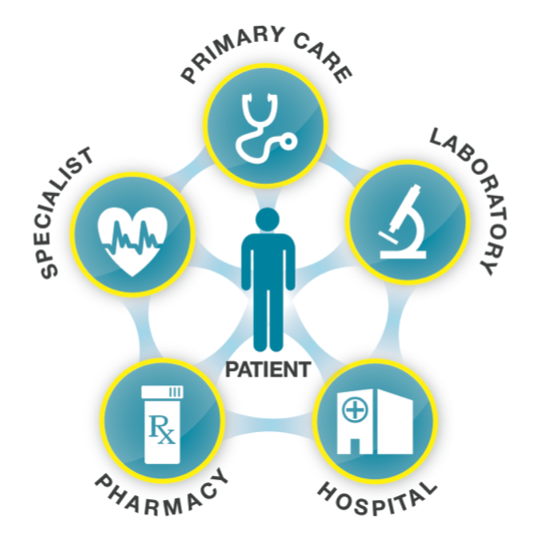 PRIMARY CARE
SPECIALIST
LABORATORY
PATIENT
Rx
PHARMACY
HOSPITAL